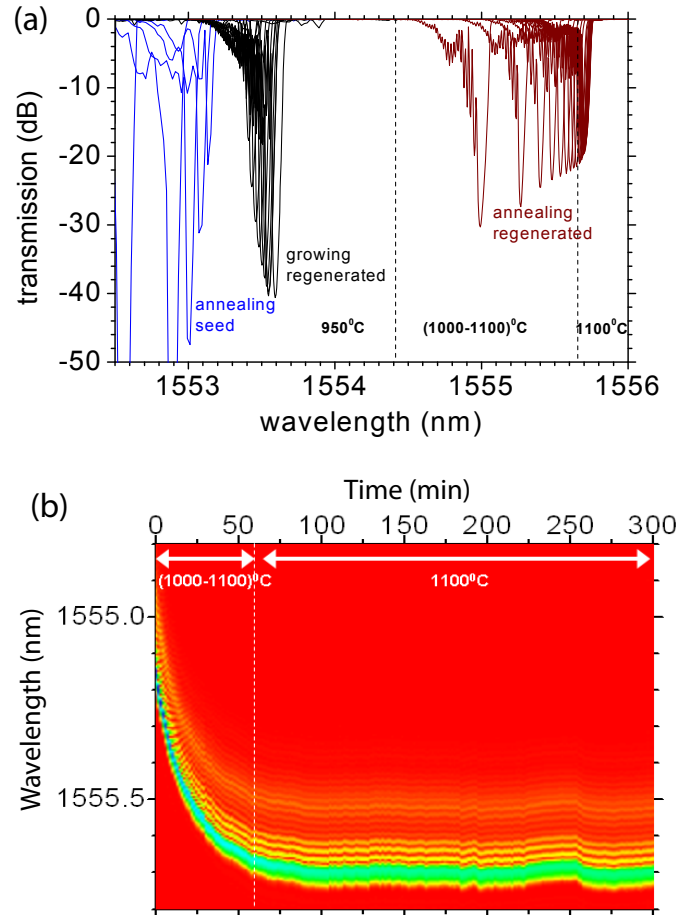 (a)
0
-10
-20
-30
-40
-50
transmission (dB)
annealing
seed
growing
regenerated
annealing
regenerated
950⁰C
(1000-1100)⁰C
1100⁰C
1553
1554
1555
1556
wavelength (nm)
(b)
Time (min)
0
50
100
150
200
250
300
(1000-1100)⁰C
1100⁰C
1555.0
1555.5
Wavelength (nm)